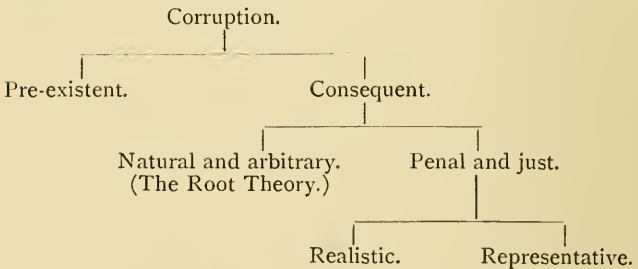 Corruption.
Pre-existent. Consequent.
Natural and arbitrary. Penal and just.
(The Root Theory.)
Realistic. Representative.